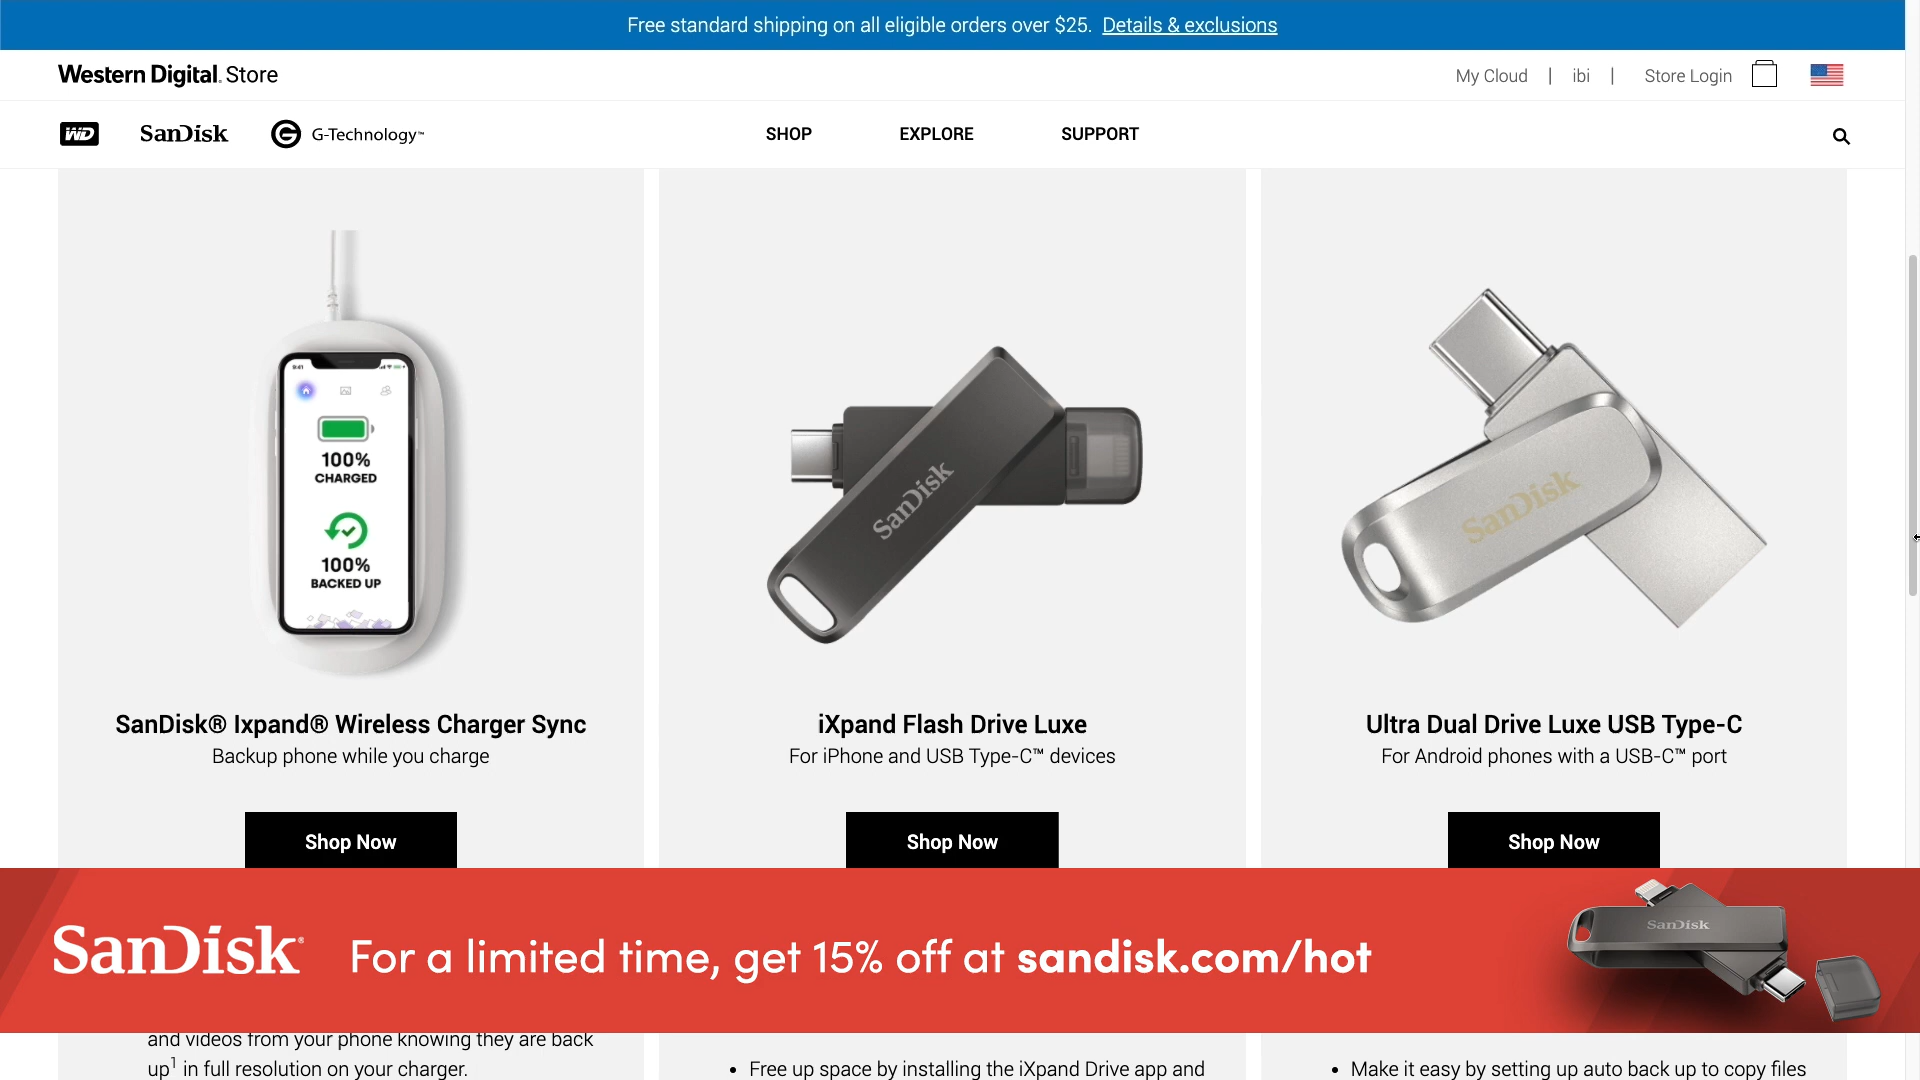 Free standard shipping on all eligible orders over $25. Details & exclusions
Western Digital. Store
My Cloud | ibi | Store Login
WD
SanDisk
G-Technology™
SHOP
EXPLORE
SUPPORT
9:41
100%
CHARGED
100%
BACKED UP
SanDisk
SanDisk
SanDisk® Ixpand® Wireless Charger Sync
Backup phone while you charge
Shop Now
iXpand Flash Drive Luxe
For iPhone and USB Type-C™ devices
Shop Now
Ultra Dual Drive Luxe USB Type-C
For Android phones with a USB-C™ port
Shop Now
SanDisk®
For a limited time, get 15% off at sandisk.com/hot
SanDisk
and videos from your phone knowing they are back
up1 in full resolution on your charger.
• Free up space by installing the iXpand Drive app and
• Make it easy by setting up auto back up to copy files